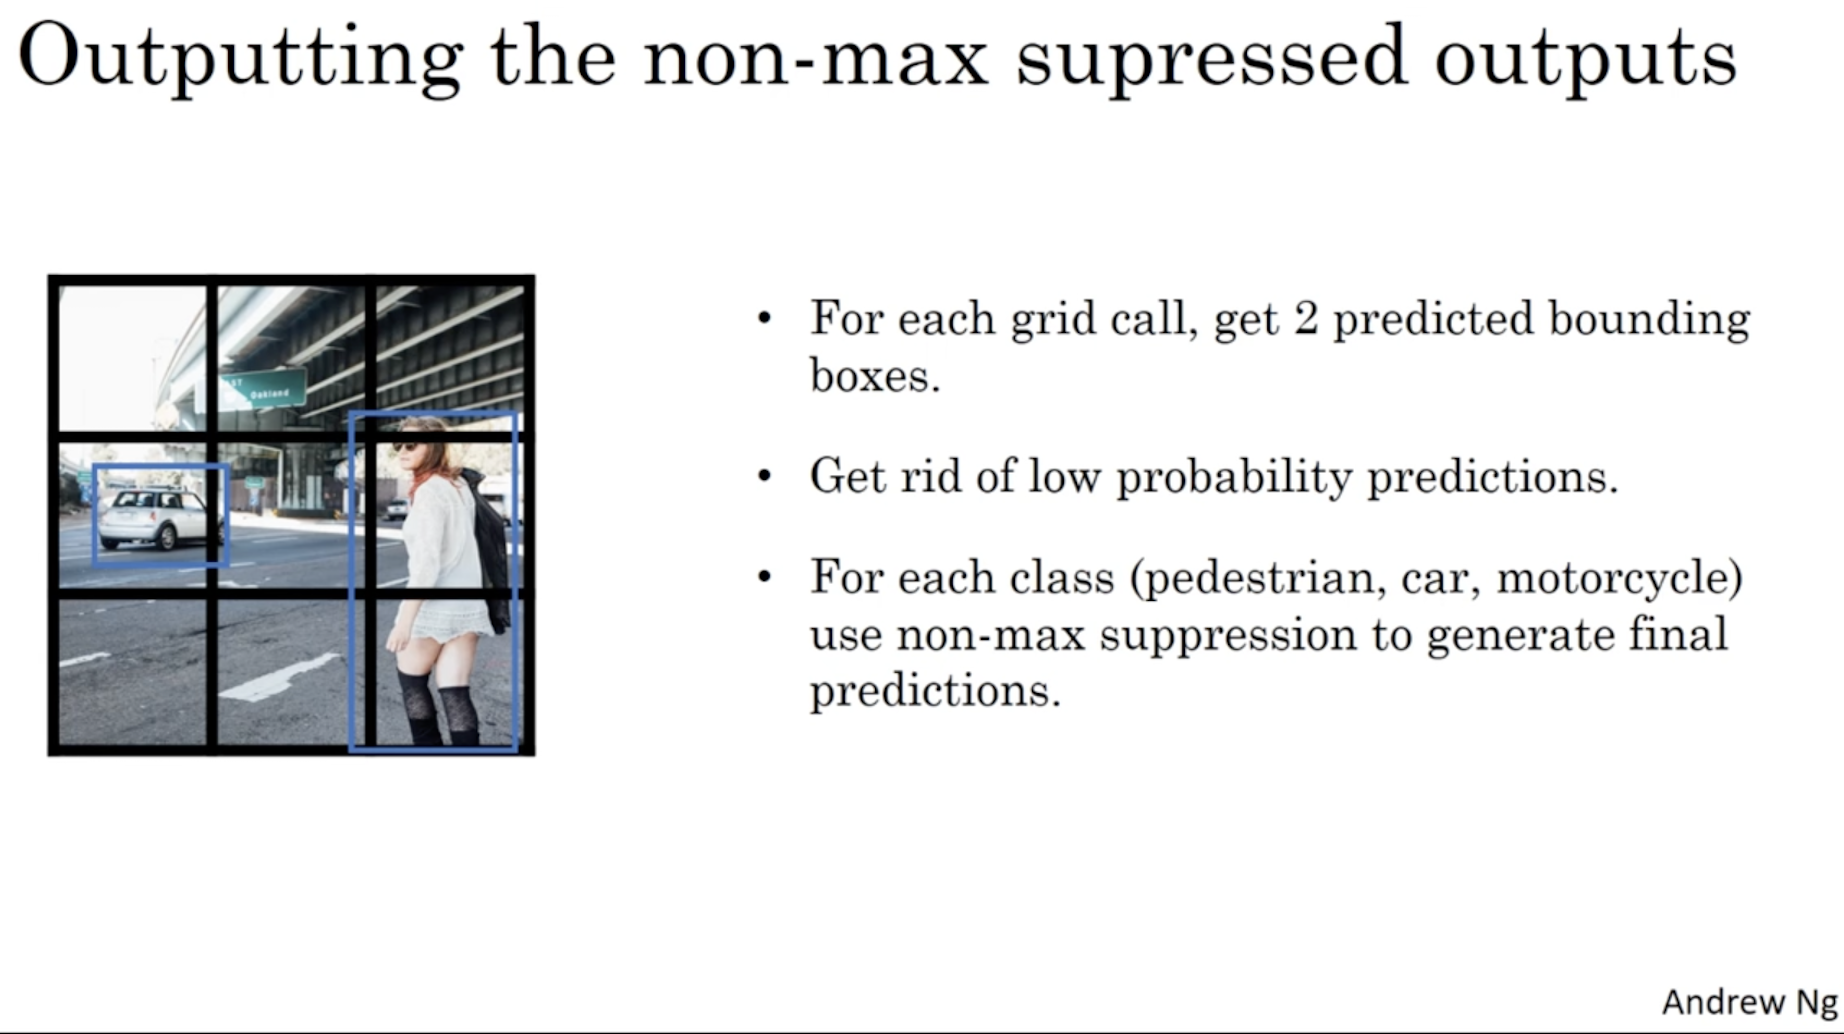 Outputting the non-max supressed outputs
• For each grid call, get 2 predicted bounding
boxes.
• Get rid of low probability predictions.
• For each class (pedestrian, car, motorcycle)
use non-max suppression to generate final
predictions.
Oakland
Andrew Ng